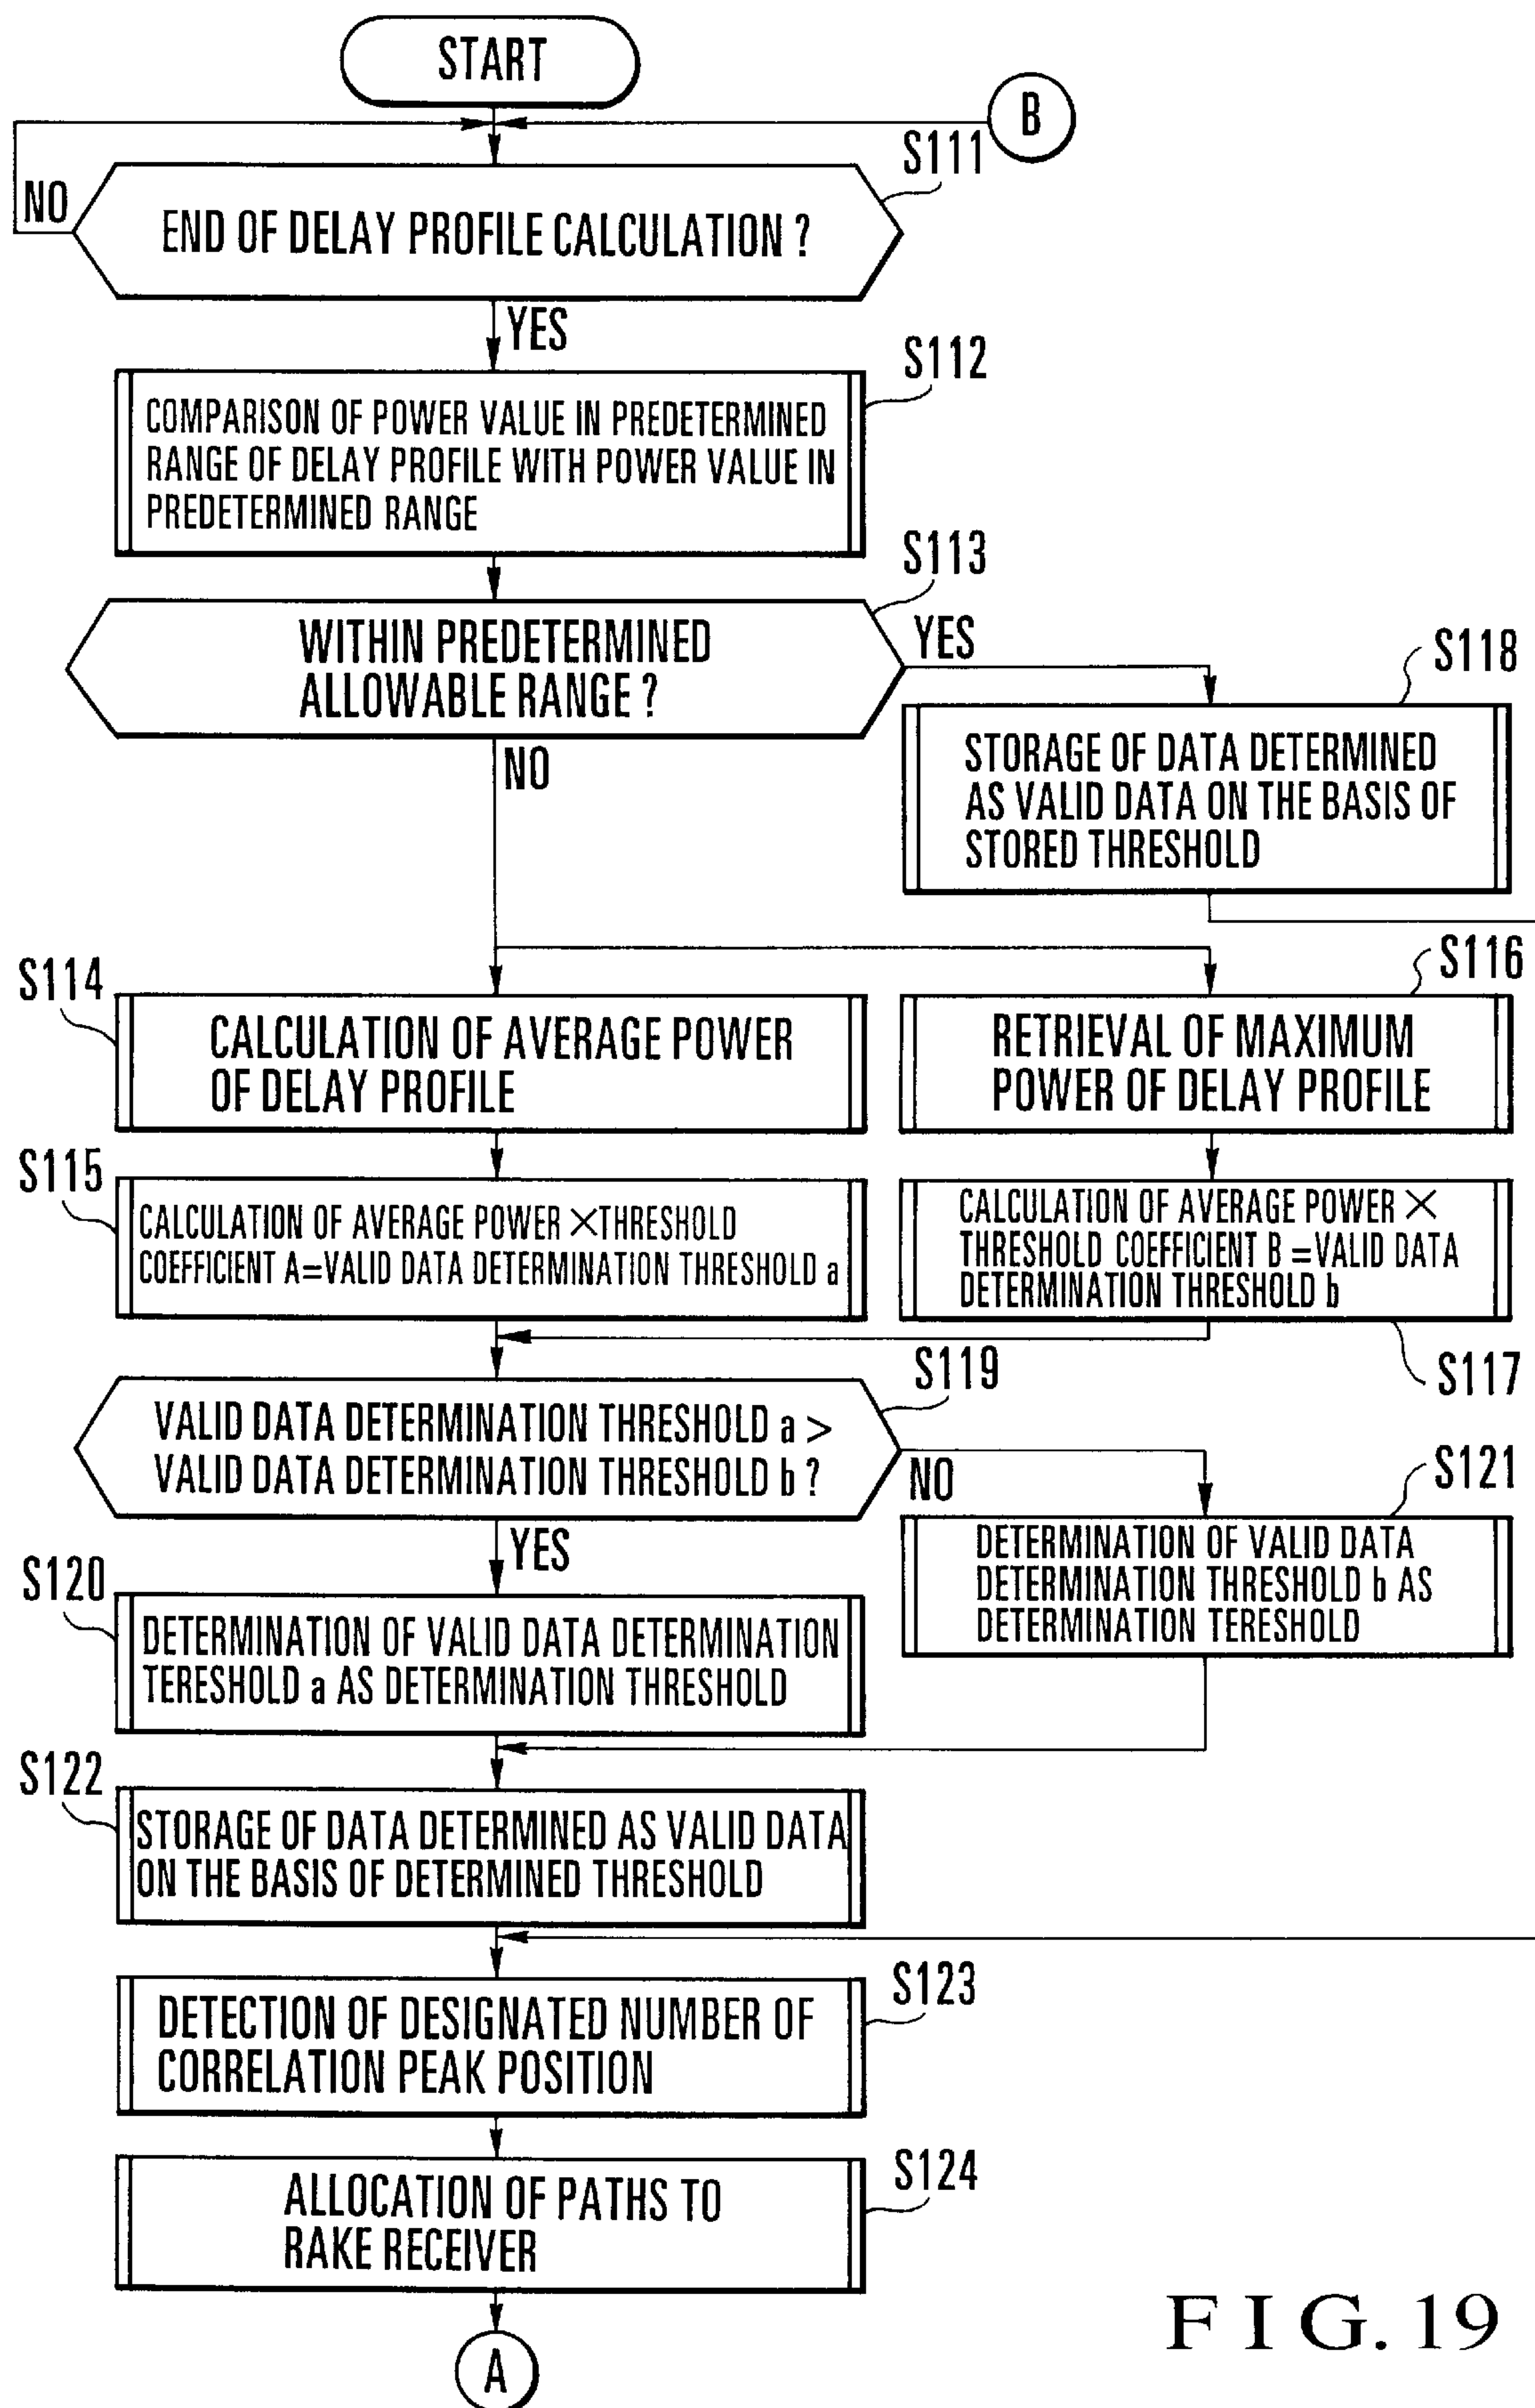 START
B
S111
NO
END OF DELAY PROFILE CALCULATION ?
YES
S112
COMPARISON OF POWER VALUE IN PREDETERMINED
RANGE OF DELAY PROFILE WITH POWER VALUE IN
PREDETERMINED RANGE
S113
WITHIN PREDETERMINED
ALLOWABLE RANGE ?
YES
NO
S118
STORAGE OF DATA DETERMINED
AS VALID DATA ON THE BASIS OF
STORED THRESHOLD
S114
CALCULATION OF AVERAGE POWER
OF DELAY PROFILE
S116
RETRIEVAL OF MAXIMUM
POWER OF DELAY PROFILE
S115
CALCULATION OF AVERAGE POWER ×THRESHOLD
COEFFICIENT A=VALID DATA DETERMINATION THRESHOLD a
CALCULATION OF AVERAGE POWER ×
THRESHOLD COEFFICIENT B =VALID DATA
DETERMINATION THRESHOLD b
S117
S119
VALID DATA DETERMINATION THRESHOLD a >
VALID DATA DETERMINATION THRESHOLD b ?
NO
YES
S121
DETERMINATION OF VALID DATA
DETERMINATION THRESHOLD b AS
DETERMINATION TERESHOLD
S120
DETERMINATION OF VALID DATA DETERMINATION
TERESHOLD a AS DETERMINATION THRESHOLD
S122
STORAGE OF DATA DETERMINED AS VALID DATA
ON THE BASIS OF DETERMINED THRESHOLD
S123
DETECTION OF DESIGNATED NUMBER OF
CORRELATION PEAK POSITION
S124
ALLOCATION OF PATHS TO
RAKE RECEIVER
A
FIG. 19